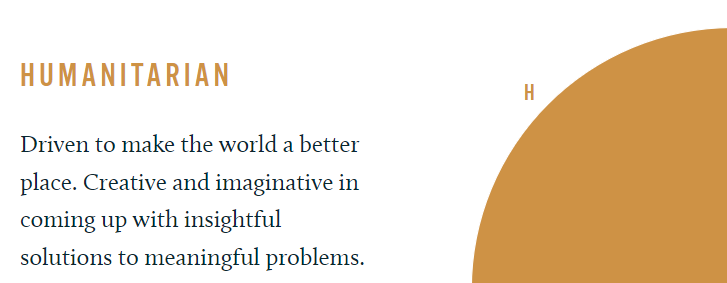 HUMANITARIAN
H
Driven to make the world a better
place. Creative and imaginative in
coming up with insightful
solutions to meaningful problems.